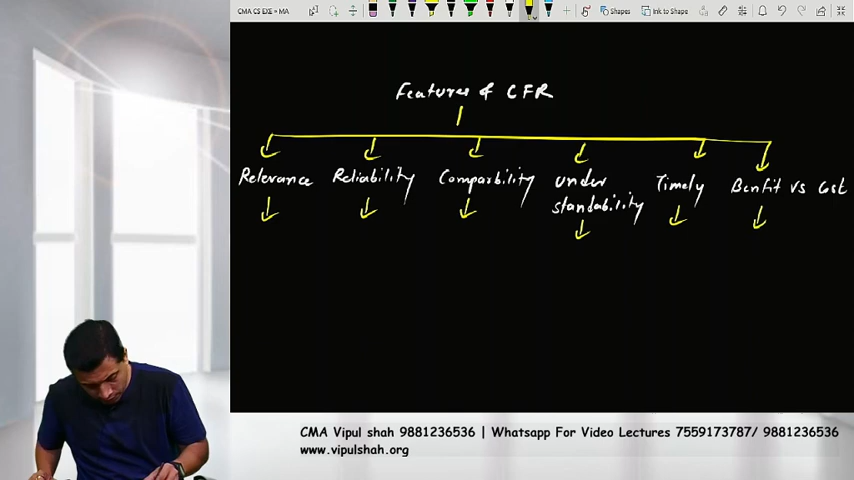 CMA CS EXE = MA
Shapes
Ink to Shape
Features of CFR
Relevance Reliability Comparbility under standability Timely Benfit vs Cost
CMA Vipul shah 9881236536 | Whatsapp For Video Lectures 7559173787/ 9881236536
www.vipulshah.org